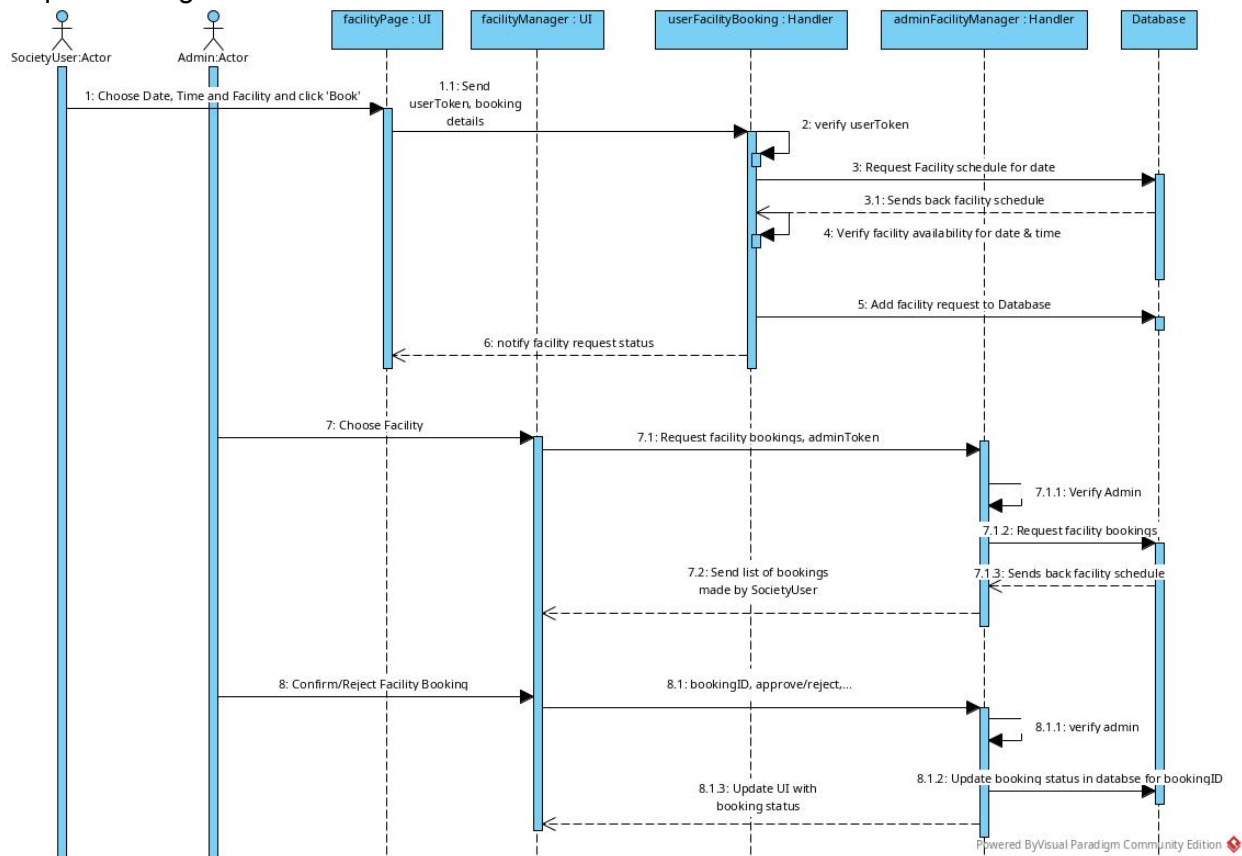 facilityPage : UI
facilityManager : UI
userFacilityBooking : Handler
adminFacilityManager : Handler
Database
SocietyUser:Actor
Admin:Actor
1: Choose Date, Time and Facility and click 'Book'
1.1: Send
userToken, booking
details
2: verify userToken
3: Request Facility schedule for date
3.1: Sends back facility schedule
4: Verify facility availability for date & time
5: Add facility request to Database
6: notify facility request status
7: Choose Facility
7.1: Request facility bookings, adminToken
7.1.1: Verify Admin
7.1.2: Request facility bookings
7.1.3: Sends back facility schedule
7.2: Send list of bookings
made by SocietyUser
8: Confirm/Reject Facility Booking
8.1: bookingID, approve/reject,...
8.1.1: verify admin
8.1.2: Update booking status in databse for bookingID
8.1.3: Update UI with
booking status
Powered ByVisual Paradigm Community Edition